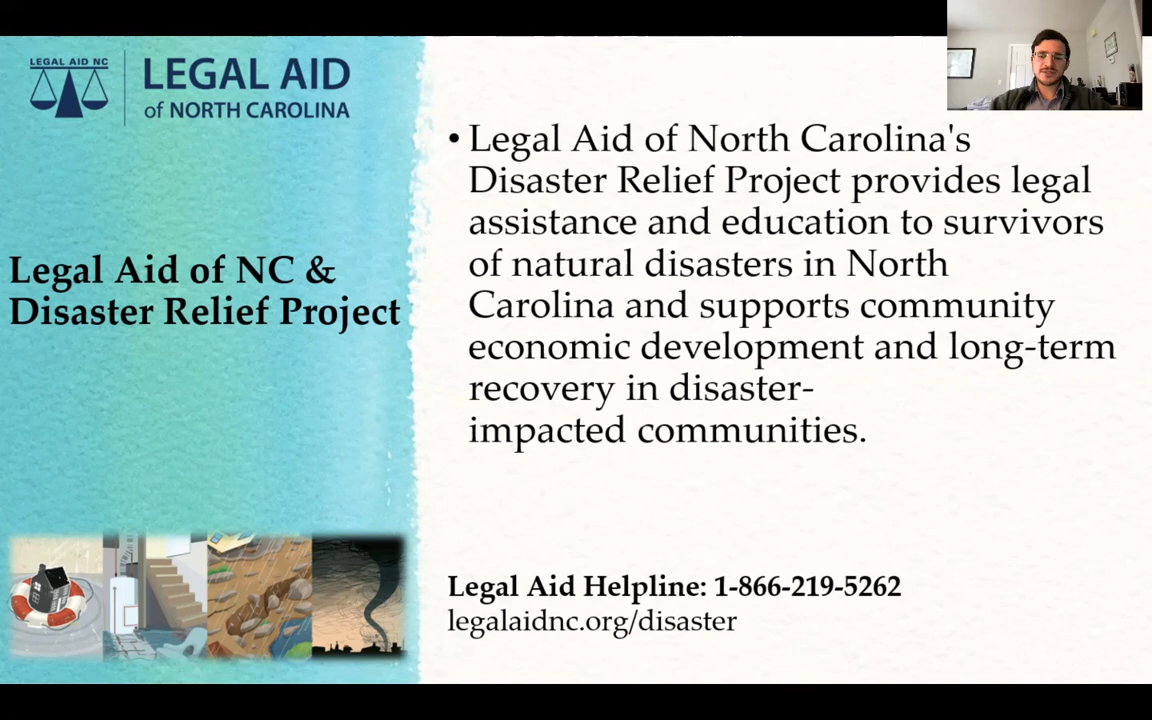 LEGAL AID NC
LEGAL AID
of NORTH CAROLINA
Legal Aid of NC &
Disaster Relief Project
• Legal Aid of North Carolina's
Disaster Relief Project provides legal
assistance and education to survivors
of natural disasters in North
Carolina and supports community
economic development and long-term
recovery in disaster-
impacted communities.
Legal Aid Helpline: 1-866-219-5262
legalaidnc.org/disaster